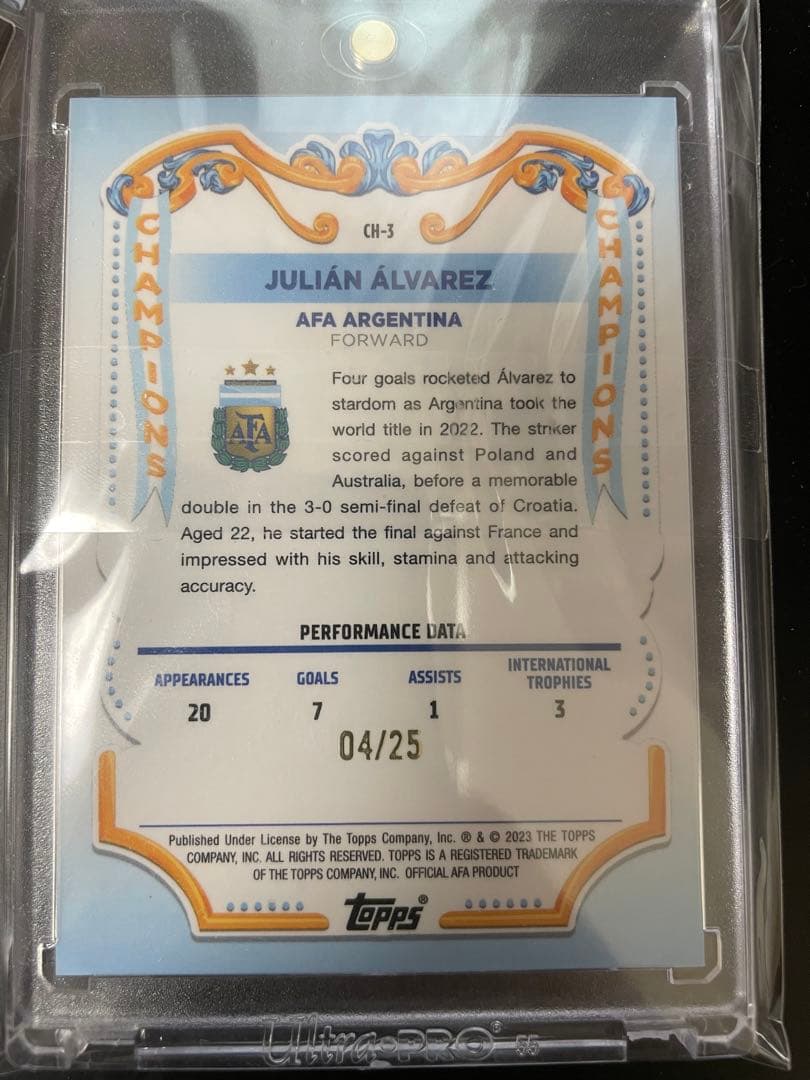 CH-3
CHAMPIONS
CHAMPIONS
JULIÁN ÁLVAREZ
AFA ARGENTINA
FORWARD
AFA
Four goals rocketed Álvarez to
stardom as Argentina took the
world title in 2022. The striker
scored against Poland and
Australia, before a memorable
double in the 3-0 semi-final defeat of Croatia.
Aged 22, he started the final against France and
impressed with his skill, stamina and attacking
accuracy.
PERFORMANCE DATA
APPEARANCES GOALS ASSISTS INTERNATIONAL
TROPHIES
20 7 1 3
04/25
Published Under License by The Topps Company, Inc. ® & © 2023 THE TOPPS
COMPANY, INC. ALL RIGHTS RESERVED. TOPPS IS A REGISTERED TRADEMARK
OF THE TOPPS COMPANY, INC. OFFICIAL AFA PRODUCT
topps®
Ultra·PRO® 55